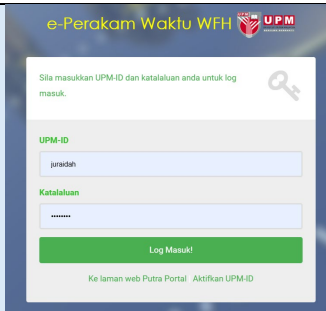 e-Perakam Waktu WFH UPM
Sila masukkan UPM-ID dan katalaluan anda untuk log
masuk.
UPM-ID
juraidah
Katalaluan
••••••••
Log Masuk!
Ke laman web Putra Portal Aktifkan UPM-ID